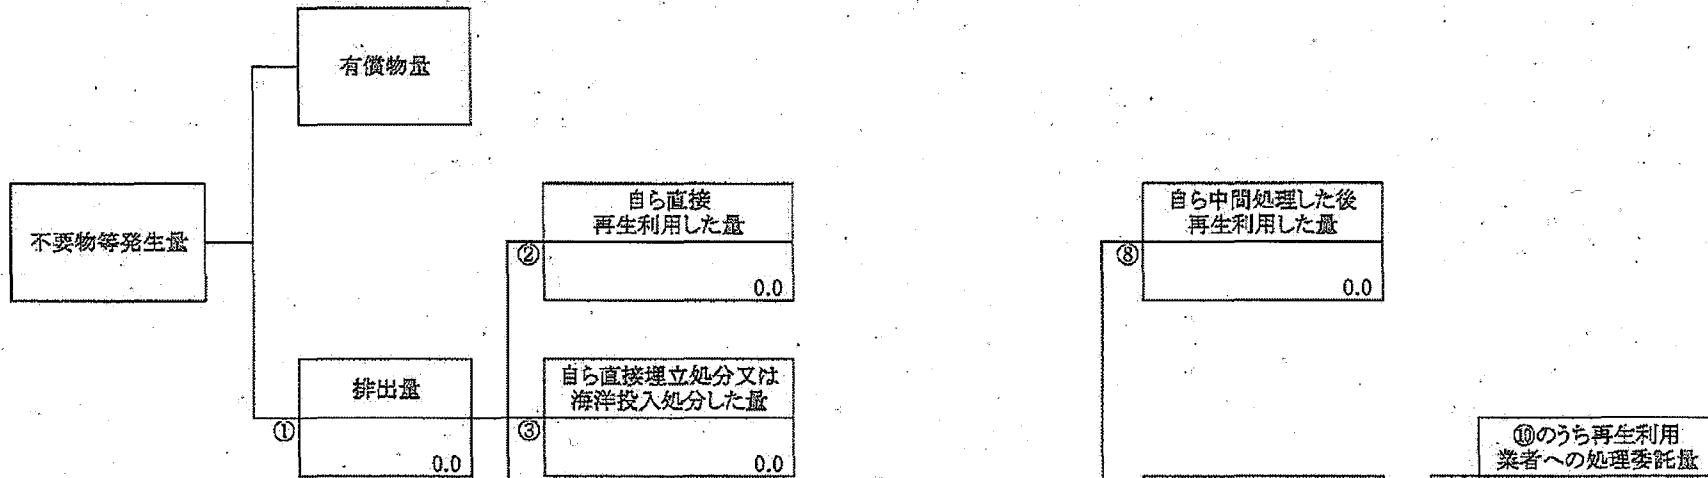 有償物量
不要物等発生量
自ら直接
再生利用した量
②
0.0
自ら中間処理した後
再生利用した量
⑧
0.0
排出量
①
0.0
自ら直接埋立処分又は
海洋投入処分した量
③
0.0
⑩のうち再生利用
業者への処理委託量